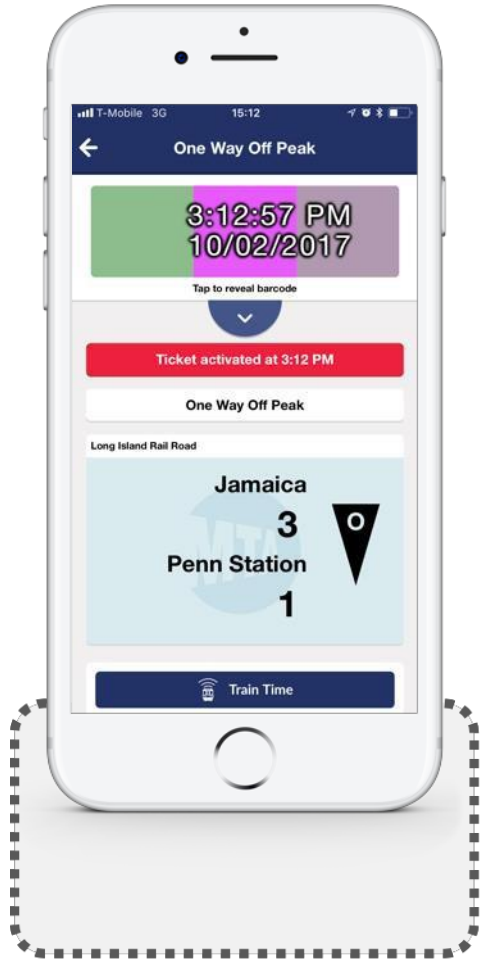 T-Mobile 3G 15:12
One Way Off Peak
3:12:57 PM
10/02/2017
Tap to reveal barcode
Ticket activated at 3:12 PM
One Way Off Peak
Long Island Rail Road
Jamaica
3
O
Penn Station
1
MTA
Train Time